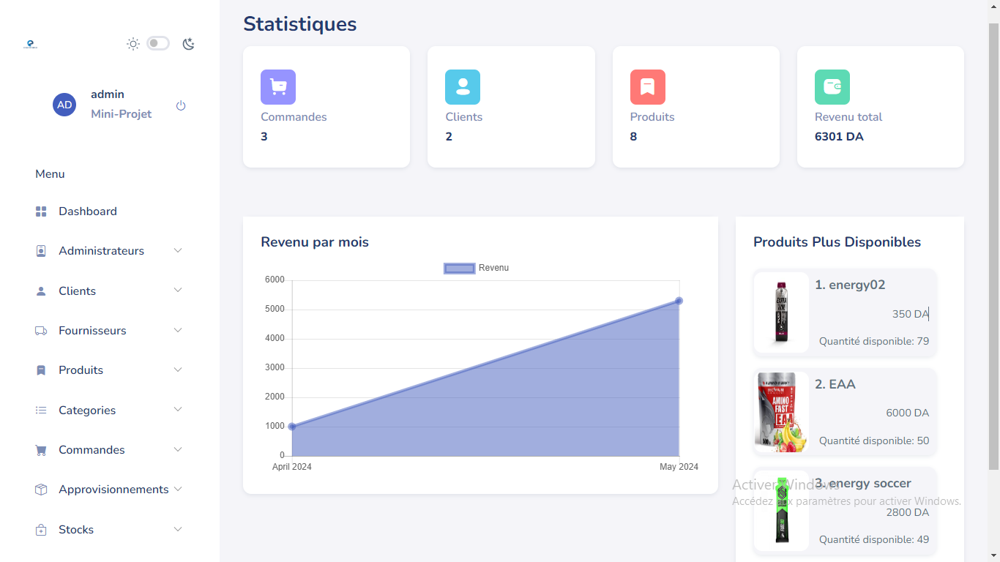 Statistiques
AD
admin
Mini-Projet
Commandes
3
Clients
2
Produits
8
Revenu total
6301 DA
Menu
Dashboard
Administrateurs
Clients
Fournisseurs
Produits
Categories
Commandes
Approvisionnements
Stocks
Revenu par mois
Revenu
6000
5000
4000
3000
2000
1000
0
April 2024
May 2024
Produits Plus Disponibles
1. energy02
350 DA
Quantité disponible: 79
AMINO
FAST
EAA
2. EAA
6000 DA
Quantité disponible: 50
3. energy soccer
2800 DA
Quantité disponible: 49
Activer Windows
Accédez aux paramètres pour activer Windows.